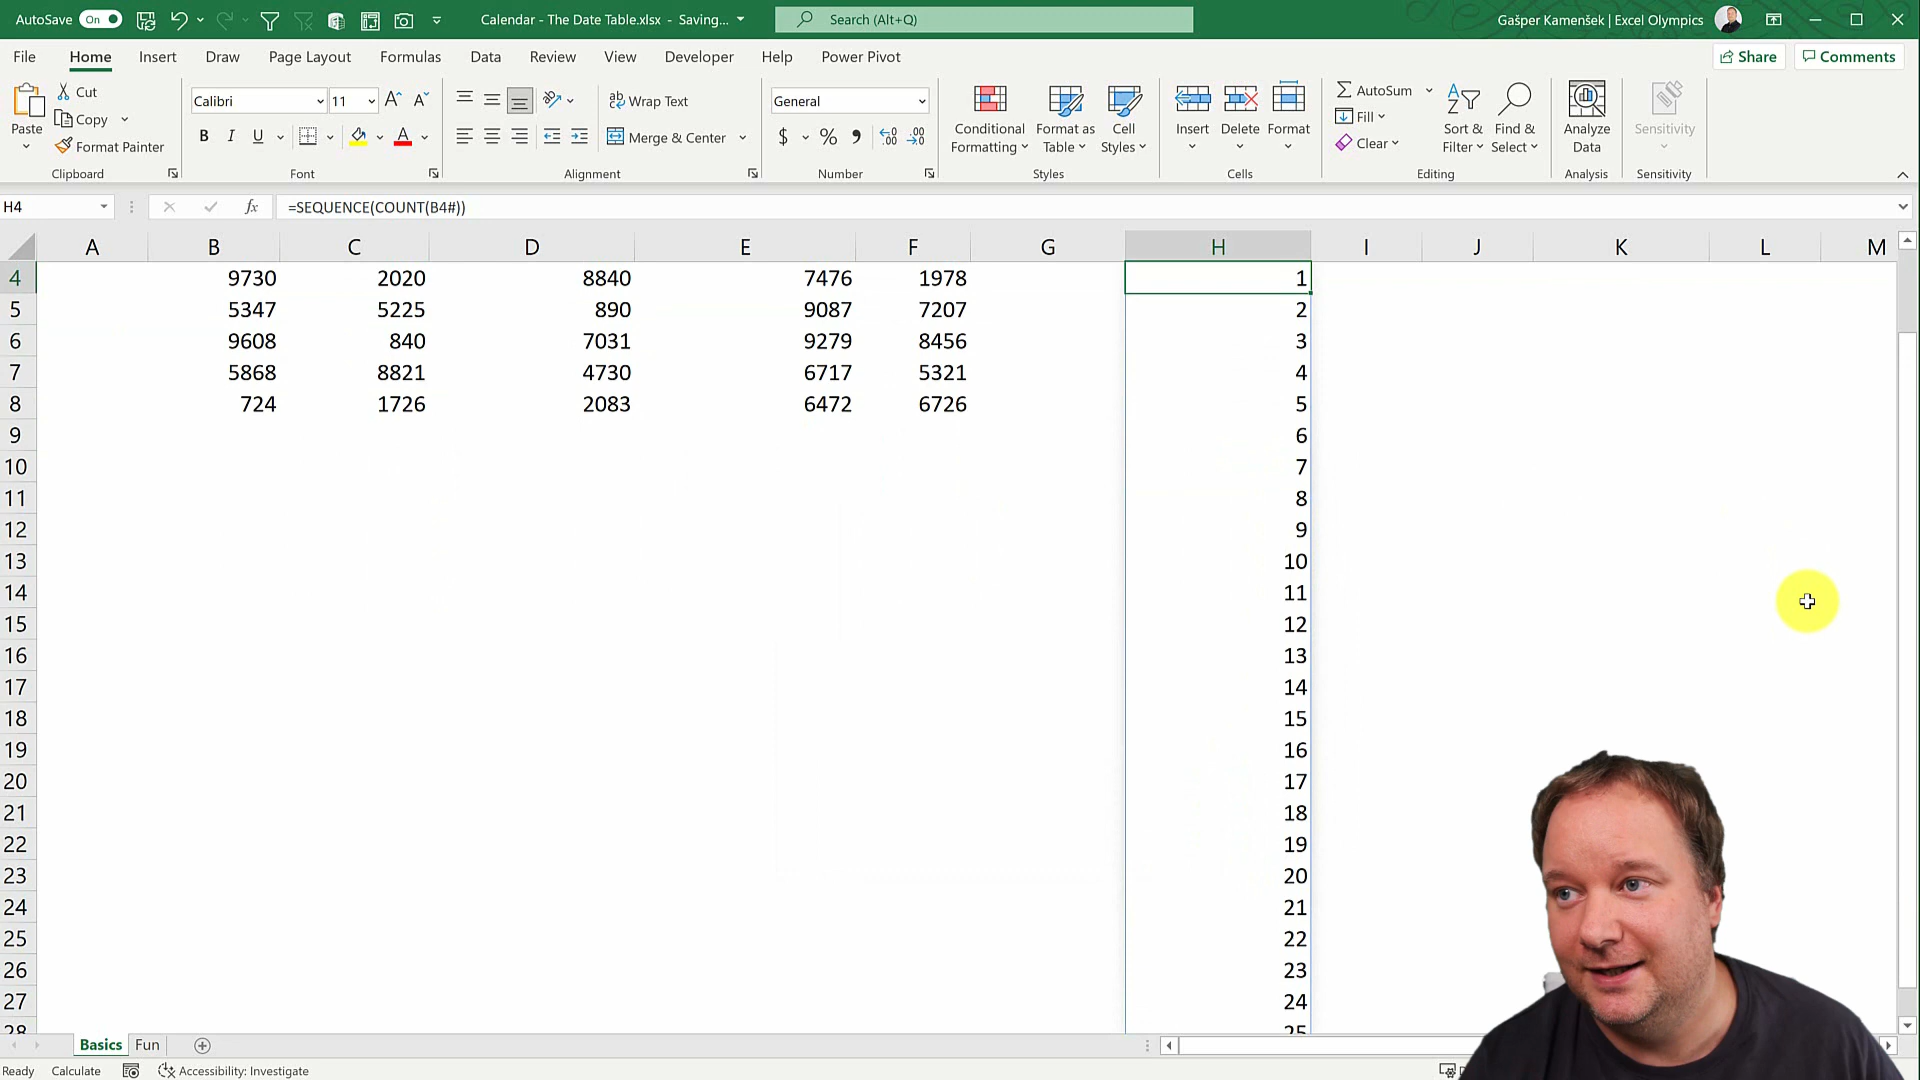 AutoSave On Calendar - The Date Table.xlsx - Saving... Search (Alt+Q) Gašper Kamenšek | Excel Olympics
File Home Insert Draw Page Layout Formulas Data Review View Developer Help Power Pivot Share Comments
Paste Cut Copy Format Painter
Clipboard
Calibri 11 A A B I U A
Font
ab Wrap Text Merge & Center
Alignment
General $ % ,
Number
Conditional Formatting Format as Table Cell Styles
Styles
Insert Delete Format
Cells
AutoSum Fill Clear Sort & Filter Find & Select
Editing
Analyze Data
Analysis
Sensitivity
Sensitivity
H4 fx =SEQUENCE(COUNT(B4#))
A B C D E F G H I J K L M
4 9730 2020 8840 7476 1978 1
5 5347 5225 890 9087 7207 2
6 9608 840 7031 9279 8456 3
7 5868 8821 4730 6717 5321 4
8 724 1726 2083 6472 6726 5
9 6
10 7
11 8
12 9
13 10
14 11
15 12
16 13
17 14
18 15
19 16
20 17
21 18
22 19
23 20
24 21
25 22
26 23
27 24
28 25
Basics Fun
Ready Calculate Accessibility: Investigate